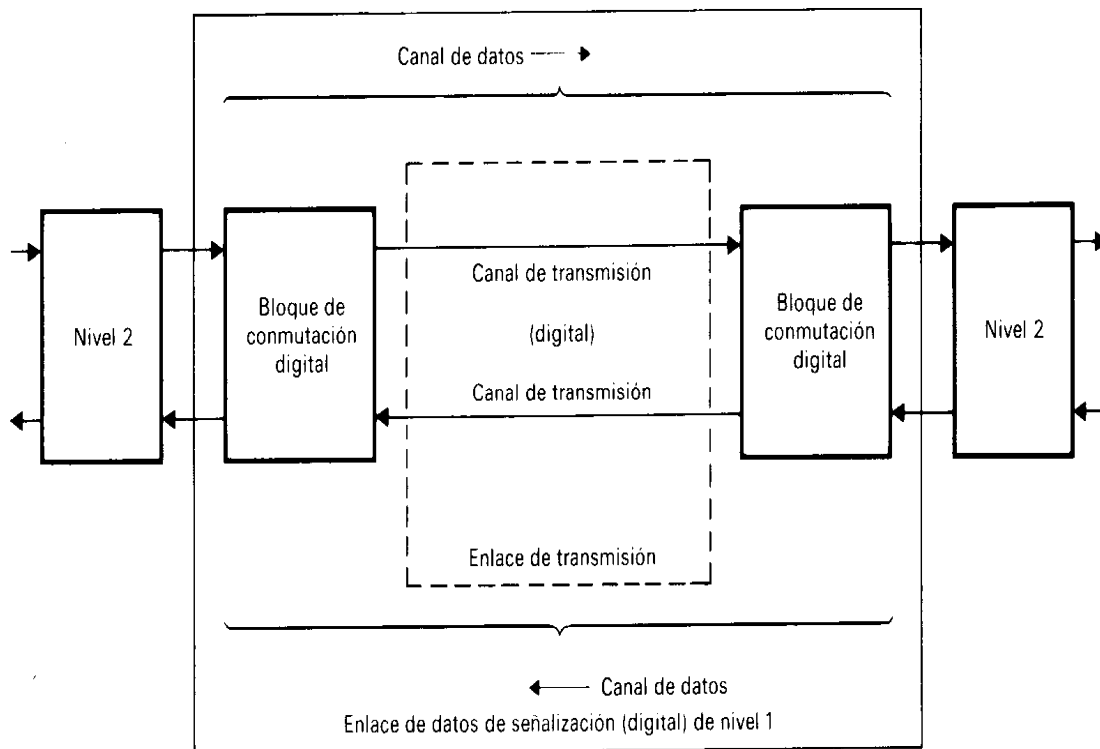 Canal de datos
Canal de transmisión
Nivel 2
Bloque de
conmutación
digital
(digital)
Bloque de
conmutación
digital
Nivel 2
Canal de transmisión
Enlace de transmisión
Canal de datos
Enlace de datos de señalización (digital) de nivel 1